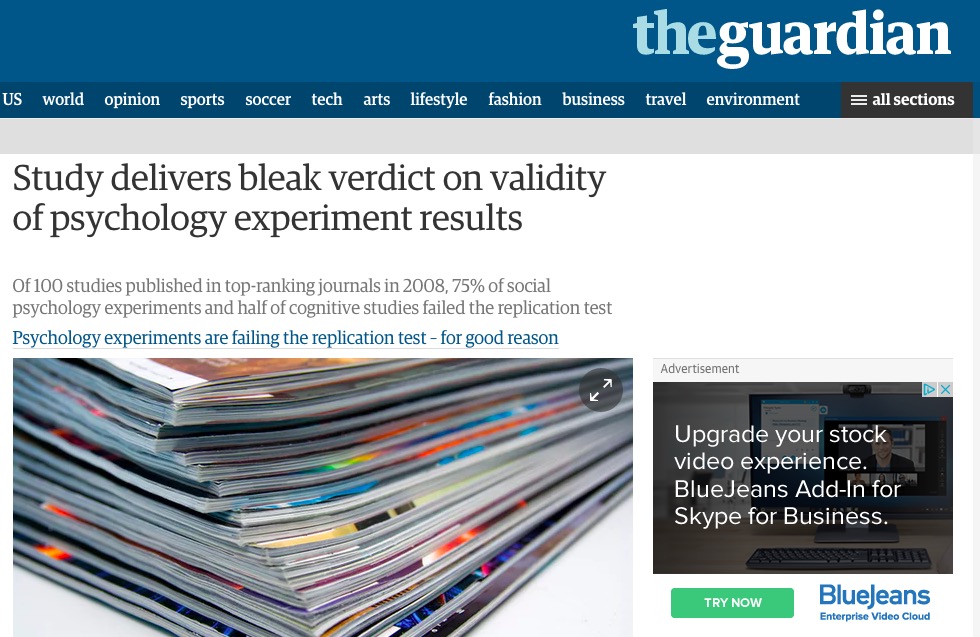 theguardian
US world opinion sports soccer tech arts lifestyle fashion business travel environment all sections
Study delivers bleak verdict on validity
of psychology experiment results
Of 100 studies published in top-ranking journals in 2008, 75% of social
psychology experiments and half of cognitive studies failed the replication test
Psychology experiments are failing the replication test – for good reason
Advertisement
Upgrade your stock
video experience.
BlueJeans Add-In for
Skype for Business.
TRY NOW
BlueJeans
Enterprise Video Cloud